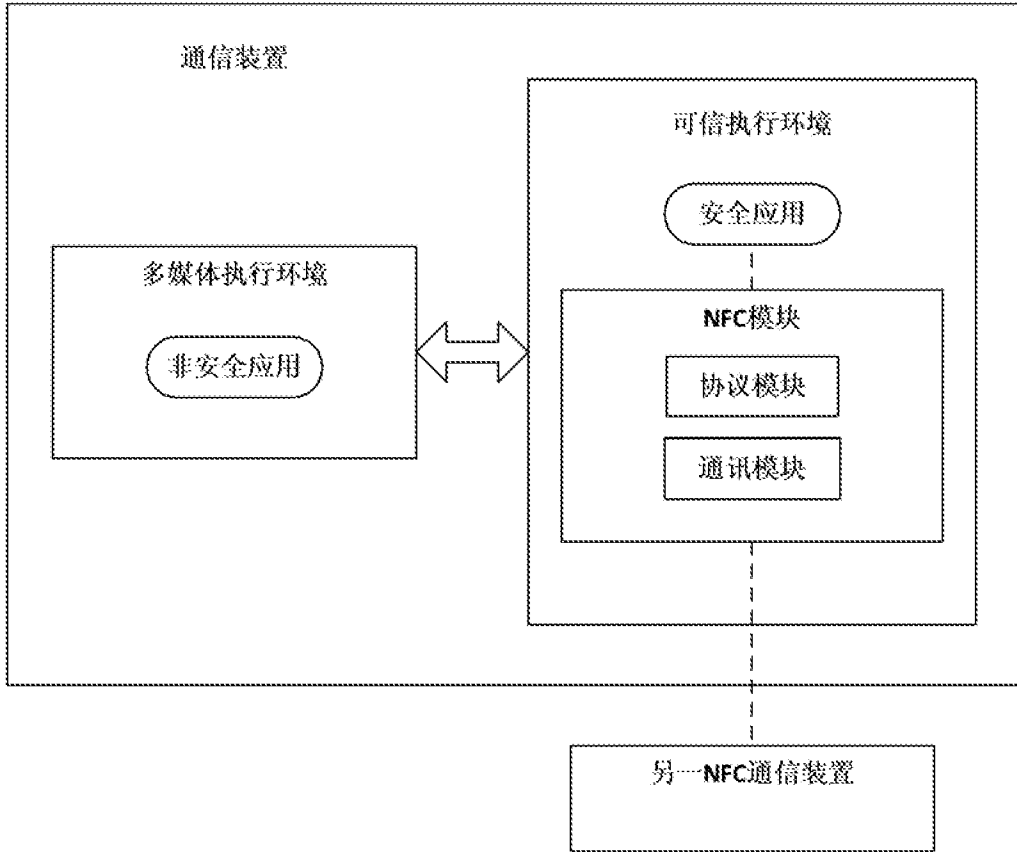 通信装置
可信执行环境
安全应用
多媒体执行环境
非安全应用
NFC模块
协议模块
通讯模块
另一NFC通信装置